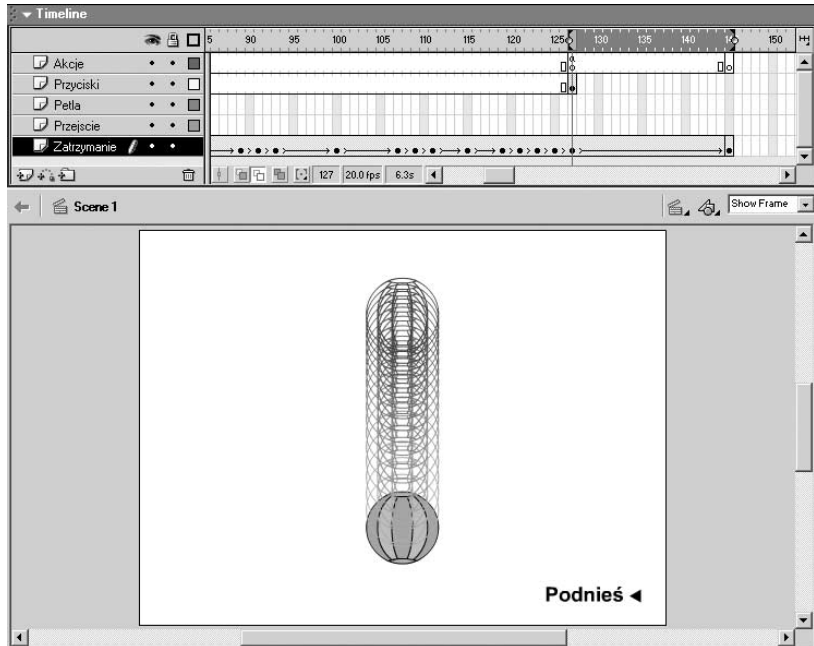 Timeline
5 90 95 100 105 110 115 120 125 130 135 140 145 150
Akcje
Przyciski
Petla
Przejscie
Zatrzymanie
127 20.0 fps 6.3s
Scene 1
Show Frame
Podnieś